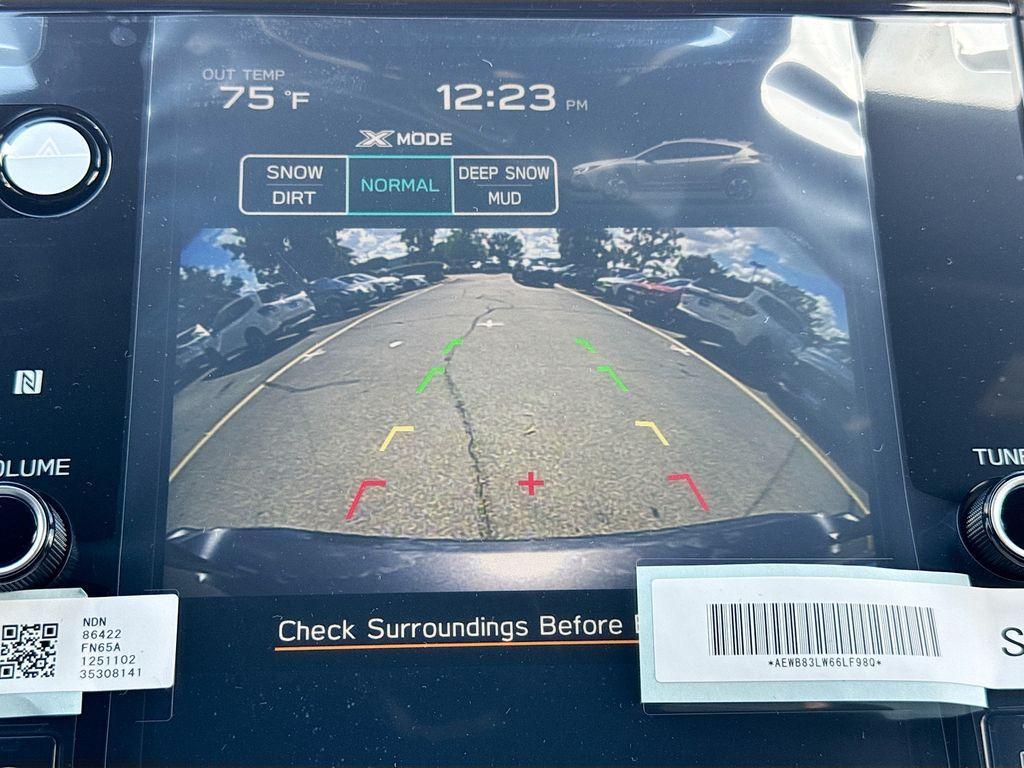 OUT TEMP
75 °F
12:23 PM
X MODE
SNOW
DIRT
NORMAL
DEEP SNOW
MUD
N
OLUME
TUNE
Check Surroundings Before
NDN
86422
FN65A
1251102
35308141
*AEWB83LW66LF98Q*
S